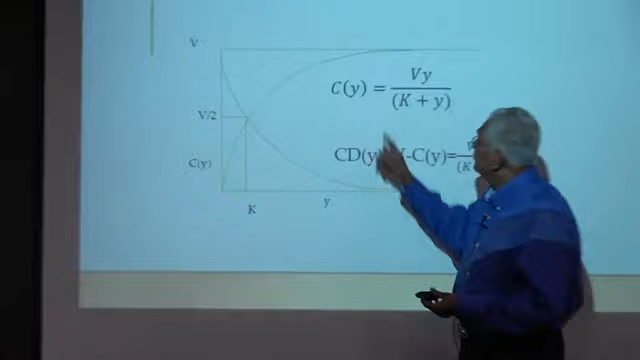 V
C(y) = Vy/(K + y)
V/2
CD(y)
-C(y)=
C(y)
K
y